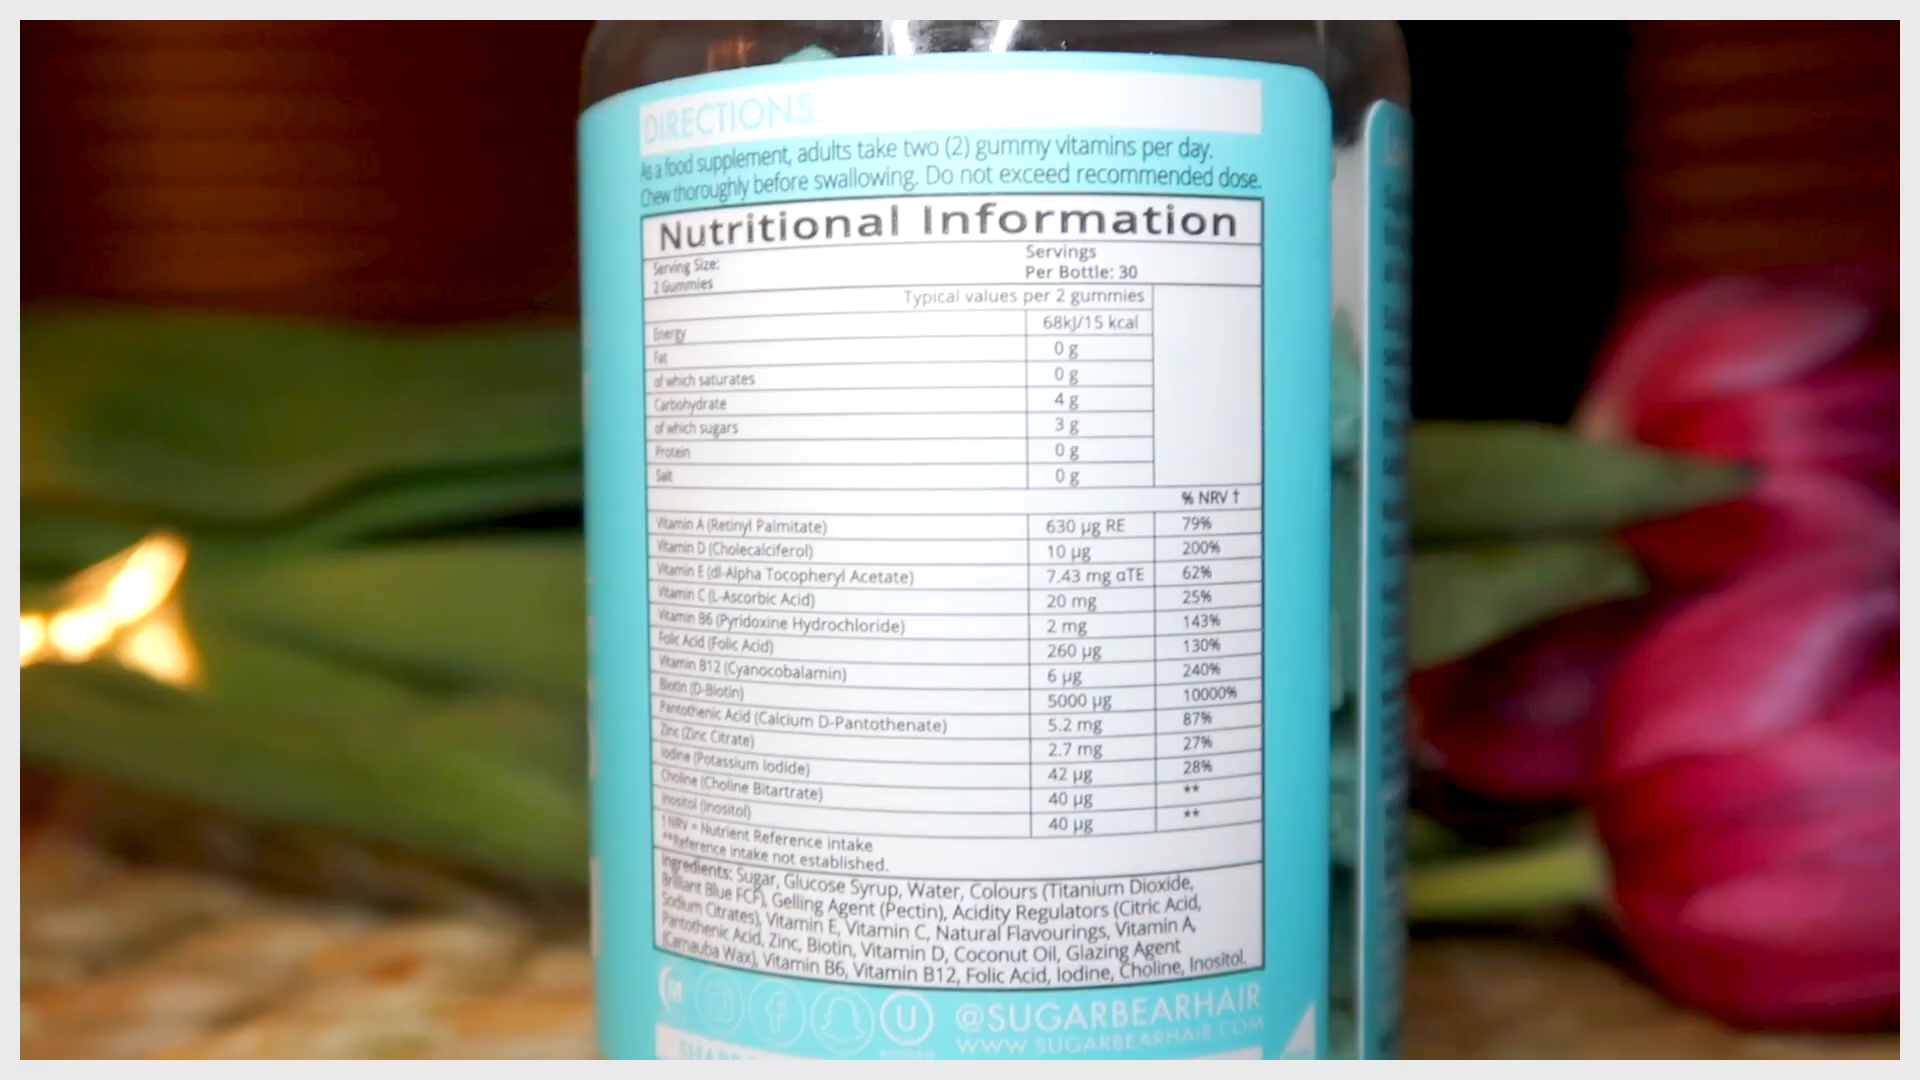 DIRECTIONS:
As a food supplement, adults take two (2) gummy vitamins per day.
Chew thoroughly before swallowing. Do not exceed recommended dose.
Nutritional Information
Serving Size:
2 Gummies
Servings
Per Bottle: 30
Typical values per 2 gummies
Energy 68kJ/15 kcal
Fat 0 g
of which saturates 0 g
Carbohydrate 4 g
of which sugars 3 g
Protein 0 g
Salt 0 g
% NRV †
Vitamin A (Retinyl Palmitate) 630 µg RE 79%
Vitamin D (Cholecalciferol) 10 µg 200%
Vitamin E (dl-Alpha Tocopheryl Acetate) 7.43 mg αTE 62%
Vitamin C (L-Ascorbic Acid) 20 mg 25%
Vitamin B6 (Pyridoxine Hydrochloride) 2 mg 143%
Folic Acid (Folic Acid) 260 µg 130%
Vitamin B12 (Cyanocobalamin) 6 µg 240%
Biotin (D-Biotin) 5000 µg 10000%
Pantothenic Acid (Calcium D-Pantothenate) 5.2 mg 87%
Zinc (Zinc Citrate) 2.7 mg 27%
Iodine (Potassium Iodide) 42 µg 28%
Choline (Choline Bitartrate) 40 µg **
Inositol (Inositol) 40 µg **
†NRV = Nutrient Reference intake
**Reference intake not established.
Ingredients: Sugar, Glucose Syrup, Water, Colours (Titanium Dioxide,
Brilliant Blue FCF), Gelling Agent (Pectin), Acidity Regulators (Citric Acid,
Sodium Citrates), Vitamin E, Vitamin C, Natural Flavourings, Vitamin A,
Pantothenic Acid, Zinc, Biotin, Vitamin D, Coconut Oil, Glazing Agent
(Carnauba Wax), Vitamin B6, Vitamin B12, Folic Acid, Iodine, Choline, Inositol.
@SUGARBEARHAIR
WWW.SUGARBEARHAIR.COM